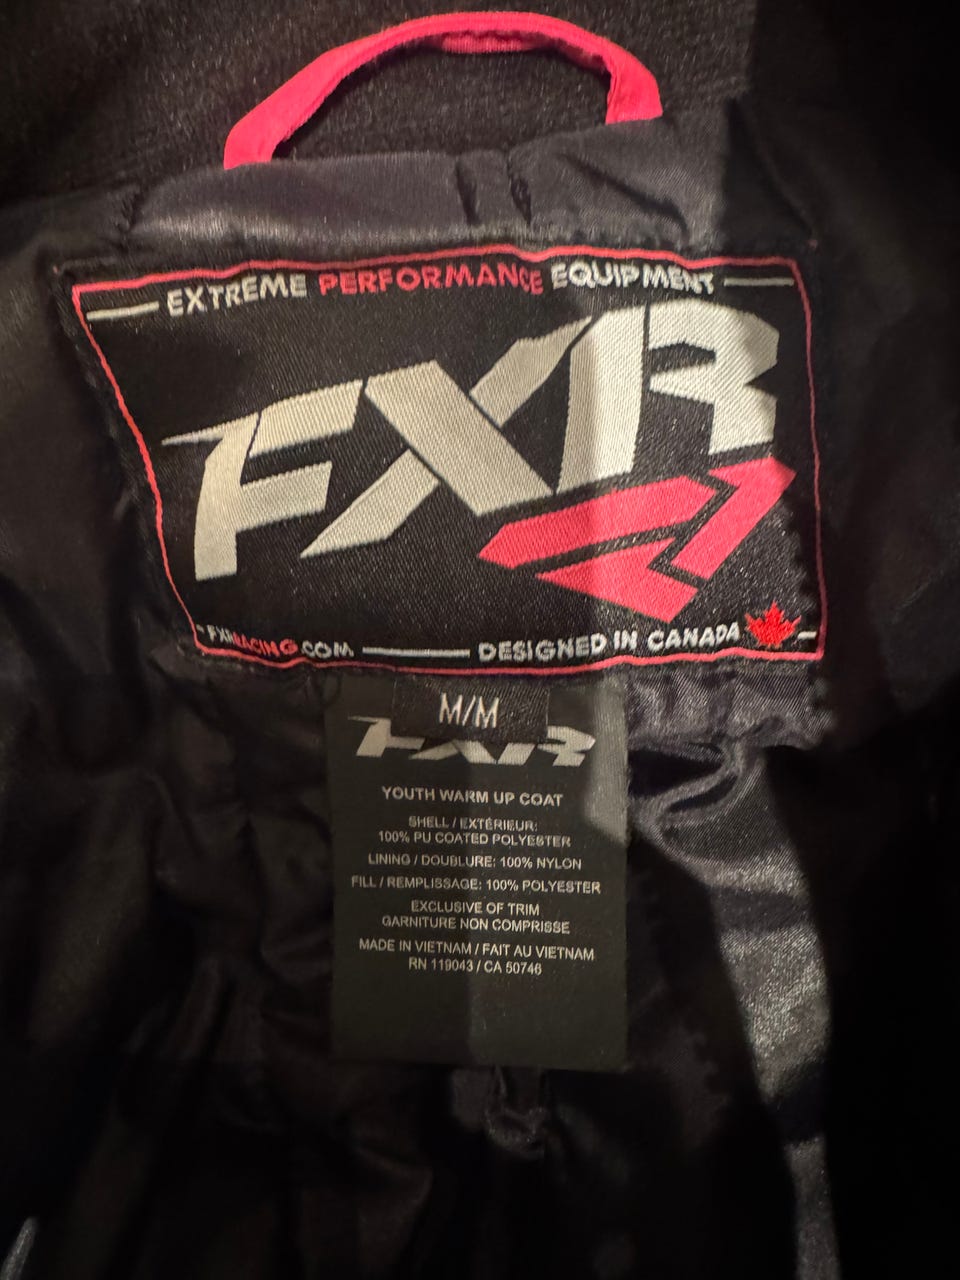 EXTREME PERFORMANCE EQUIPMENT
FXR
FXRRACING.COM
DESIGNED IN CANADA
M/M
FXR
YOUTH WARM UP COAT
SHELL / EXTÉRIEUR:
100% PU COATED POLYESTER
LINING / DOUBLURE: 100% NYLON
FILL / REMPLISSAGE: 100% POLYESTER
EXCLUSIVE OF TRIM
GARNITURE NON COMPRISSE
MADE IN VIETNAM / FAIT AU VIETNAM
RN 119043 / CA 50746